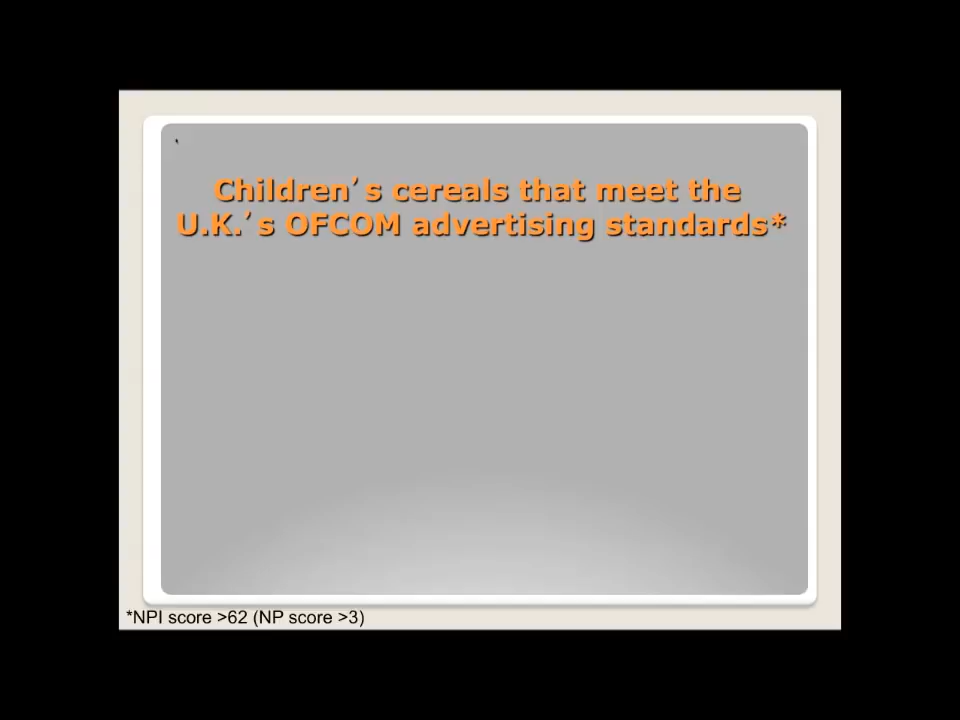 Children’s cereals that meet the
U.K.’s OFCOM advertising standards*
*NPI score >62 (NP score >3)